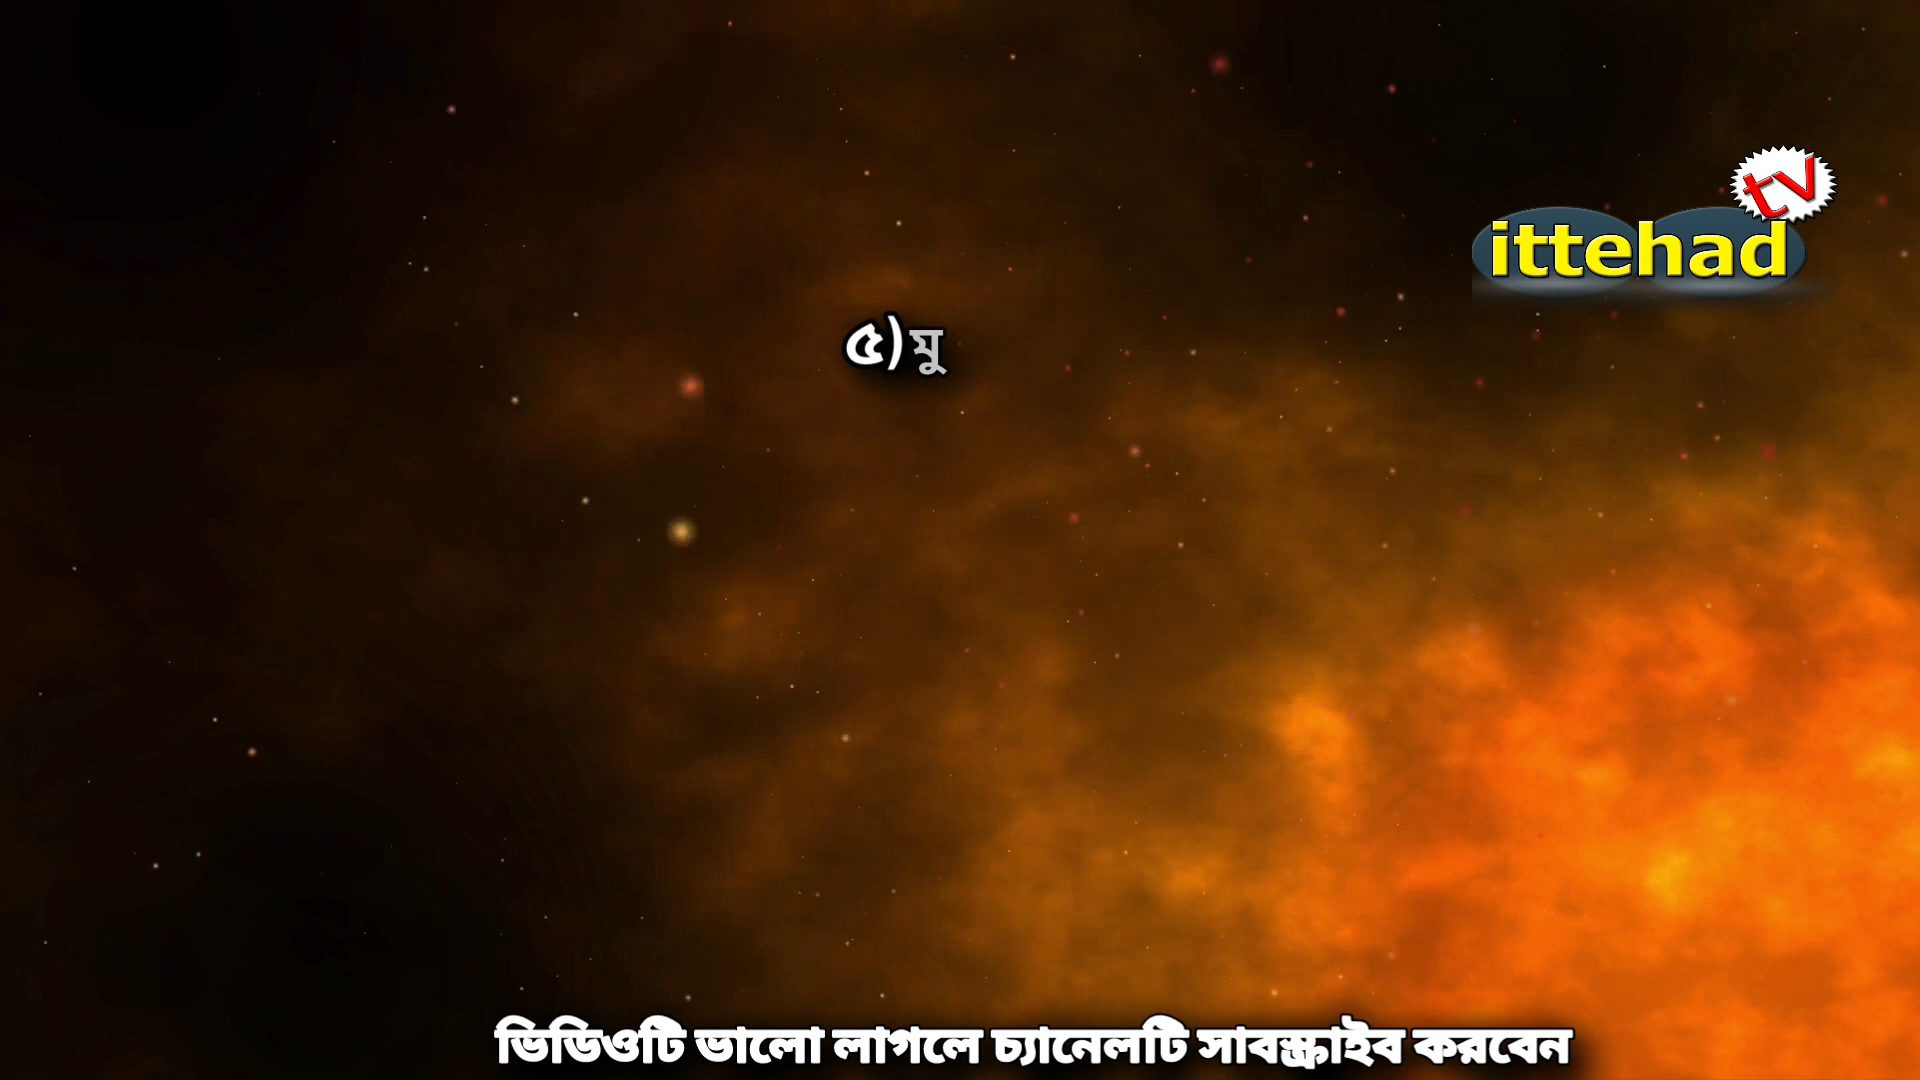 tv
ittehad
৫) মু
ভিডিওটি ভালো লাগলে চ্যানেলটি সাবস্ক্রাইব করবেন